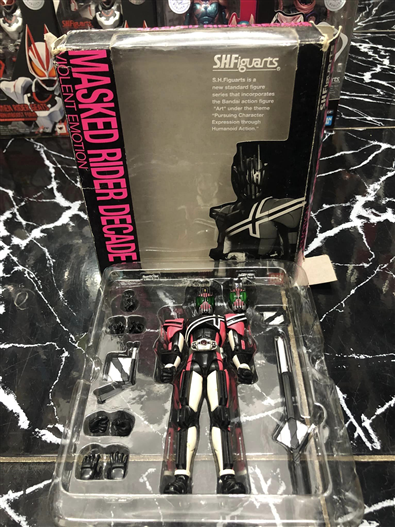 S.H.Figuarts
S.H.Figuarts is a
new standard figure
series that incorporates
the Bandai action figure
"Art" under the theme
"Pursuing Character
Expression through
Humanoid Action."
MASKED RIDER DECADE
VIOLENT EMOTION